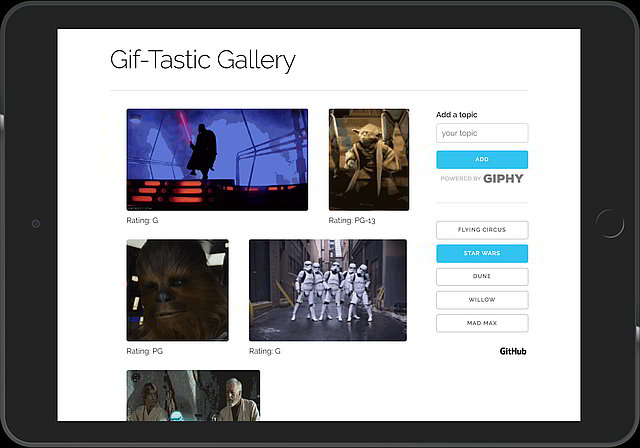 Gif-Tastic Gallery
Rating: G
Rating: PG-13
Rating: PG
Rating: G
Add a topic
your topic
ADD
POWERED BY GIPHY
FLYING CIRCUS
STAR WARS
DUNE
WILLOW
MAD MAX
GitHub